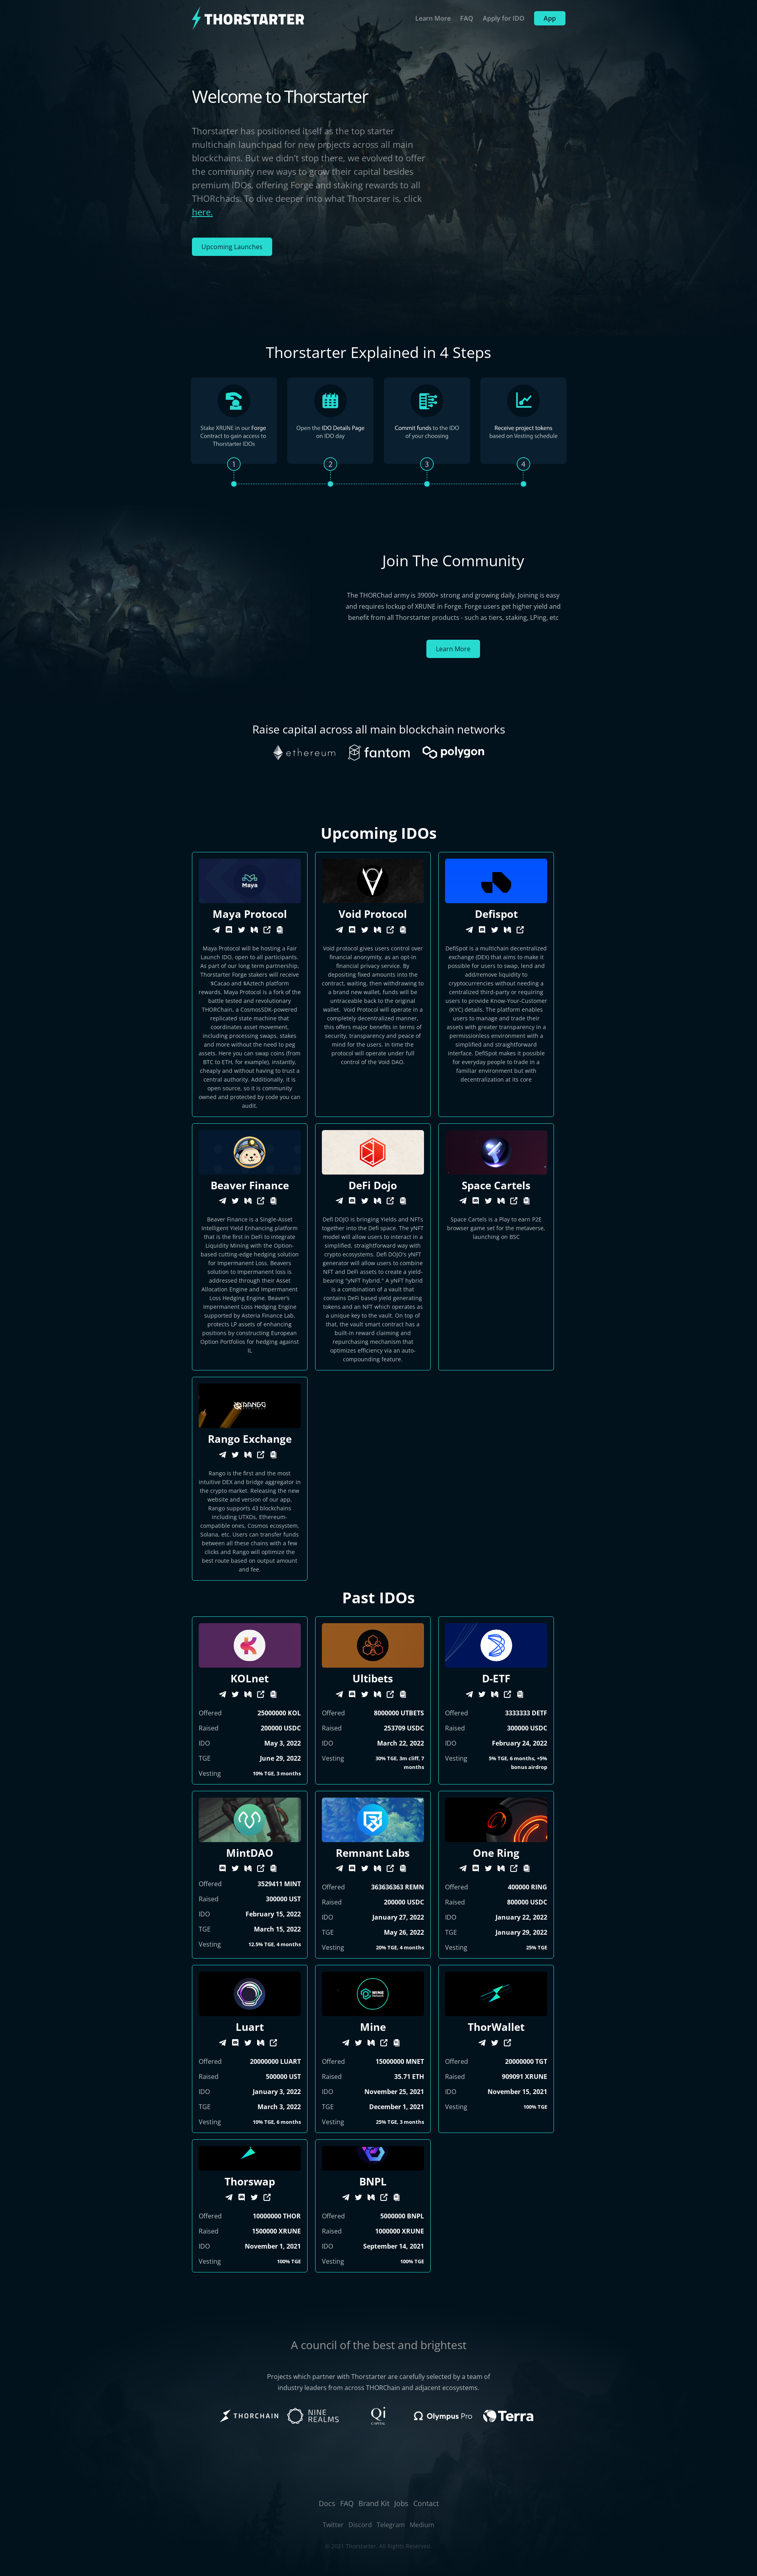 THORSTARTER
Learn More FAQ Apply for IDO App
Welcome to Thorstarter
Thorstarter has positioned itself as the top starter
multichain launchpad for new projects across all main
blockchains. But we didn't stop there, we evolved to offer
the community new ways to grow their capital besides
premium IDOs, offering Forge and staking rewards to all
THORchads. To dive deeper into what Thorstarer is, click
here.
Upcoming Launches
Thorstarter Explained in 4 Steps
Stake XRUNE in our Forge
Contract to gain access to
Thorstarter IDOs
1
Open the IDO Details Page
on IDO day
2
Commit funds to the IDO
of your choosing
3
Receive project tokens
based on Vesting schedule
4
Join The Community
The THORChad army is 39000+ strong and growing daily. Joining is easy
and requires lockup of XRUNE in Forge. Forge users get higher yield and
benefit from all Thorstarter products - such as tiers, staking, LPing, etc
Learn More
Raise capital across all main blockchain networks
ethereum fantom polygon
Upcoming IDOs
Maya
Maya Protocol
Maya Protocol will be hosting a Fair
Launch IDO, open to all participants.
As part of our long term partnership,
Thorstarter Forge stakers will receive
$Cacao and $Aztech platform
rewards. Maya Protocol is a fork of the
battle tested and revolutionary
THORChain, a CosmosSDK-powered
replicated state machine that
coordinates asset movement,
including processing swaps, stakes
and more without the need to peg
assets. Here you can swap coins (from
BTC to ETH, for example), instantly,
cheaply and without having to trust a
central authority. Additionally, it is
open source, so it is community
owned and protected by code you can
audit.
Void Protocol
Void protocol gives users control over
financial anonymity, as an opt-in
financial privacy service. By
depositing fixed amounts into the
contract, waiting, then withdrawing to
a brand new wallet, funds will be
untraceable back to the original
wallet. Void Protocol will operate in a
completely decentralized manner,
this offers major benefits in terms of
security, transparency and peace of
mind for the users. in time the
protocol will operate under full
control of the Void DAO.
Defispot
DefiSpot is a multichain decentralized
exchange (DEX) that aims to make it
possible for users to swap, lend and
add/remove liquidity to
cryptocurrencies without needing a
centralized third-party or requiring
users to provide Know-Your-Customer
(KYC) details. The platform enables
users to manage and trade their
assets with greater transparency in a
permissionless environment with a
simplified and straightforward
interface. DefiSpot makes it possible
for everyday people to trade in a
familiar environment but with
decentralization at its core
Beaver Finance
Beaver Finance is a Single-Asset
Intelligent Yield Enhancing platform
that is the first in DeFi to integrate
Liquidity Mining with the Option-
based cutting-edge hedging solution
for Impermanent Loss. Beavers
solution to impermanent loss is
addressed through their Asset
Allocation Engine and Impermanent
Loss Hedging Engine. Beaver's
Impermanent Loss Hedging Engine
supported by Asteria Finance Lab,
protects LP assets of enhancing
positions by constructing European
Option Portfolios for hedging against
IL
DeFi Dojo
Defi DOJO is bringing Yields and NFTs
together into the Defi space. The yNFT
model will allow users to interact in a
simplified, straightforward way with
crypto ecosystems. Defi DOJO's yNFT
generator will allow users to combine
NFT and DeFi assets to create a yield-
bearing "yNFT hybrid." A yNFT hybrid
is a combination of a vault that
contains DeFi based yield generating
tokens and an NFT which operates as
a unique key to the vault. On top of
that, the vault smart contract has a
built-in reward claiming and
repurchasing mechanism that
optimizes efficiency via an auto-
compounding feature.
Space Cartels
Space Cartels is a Play to earn P2E
browser game set for the metaverse,
launching on BSC
RANGO
Rango Exchange
Rango is the first and the most
intuitive DEX and bridge aggregator in
the crypto market. Releasing the new
website and version of our app,
Rango supports 43 blockchains
including UTXOs, Ethereum-
compatible ones, Cosmos ecosystem,
Solana, etc. Users can transfer funds
between all these chains with a few
clicks and Rango will optimize the
best route based on output amount
and fee.
Past IDOs
KOLnet
Offered 25000000 KOL
Raised 200000 USDC
IDO May 3, 2022
TGE June 29, 2022
Vesting 10% TGE, 3 months
Ultibets
Offered 8000000 UTBETS
Raised 253709 USDC
IDO March 22, 2022
Vesting 30% TGE, 3m cliff, 7
months
D-ETF
Offered 3333333 DETF
Raised 300000 USDC
IDO February 24, 2022
Vesting 5% TGE, 6 months, +5%
bonus airdrop
MintDAO
Offered 3529411 MINT
Raised 300000 UST
IDO February 15, 2022
TGE March 15, 2022
Vesting 12.5% TGE, 4 months
Remnant Labs
Offered 363636363 REMN
Raised 200000 USDC
IDO January 27, 2022
TGE May 26, 2022
Vesting 20% TGE, 4 months
One Ring
Offered 400000 RING
Raised 800000 USDC
IDO January 22, 2022
TGE January 29, 2022
Vesting 25% TGE
Luart
Offered 20000000 LUART
Raised 500000 UST
IDO January 3, 2022
TGE March 3, 2022
Vesting 10% TGE, 6 months
MINE
Mine
Offered 15000000 MNET
Raised 35.71 ETH
IDO November 25, 2021
TGE December 1, 2021
Vesting 25% TGE, 3 months
ThorWallet
Offered 20000000 TGT
Raised 909091 XRUNE
IDO November 15, 2021
Vesting 100% TGE
Thorswap
Offered 10000000 THOR
Raised 1500000 XRUNE
IDO November 1, 2021
Vesting 100% TGE
BNPL
Offered 5000000 BNPL
Raised 1000000 XRUNE
IDO September 14, 2021
Vesting 100% TGE
A council of the best and brightest
Projects which partner with Thorstarter are carefully selected by a team of
industry leaders from across THORChain and adjacent ecosystems.
THORCHAIN NINE REALMS Qi CAPITAL Olympus Pro Terra
Docs FAQ Brand Kit Jobs Contact
Twitter Discord Telegram Medium
© 2021 Thorstarter. All Rights Reserved.